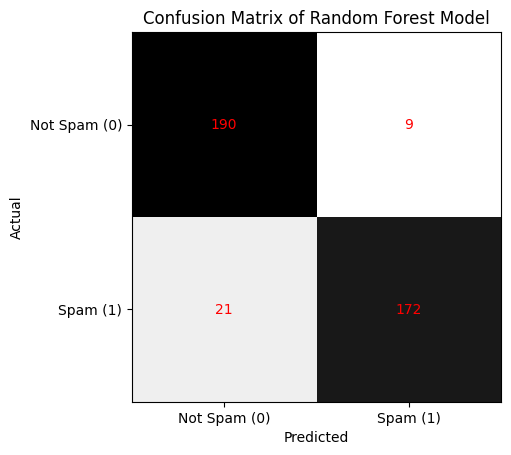 Confusion Matrix of Random Forest Model
Not Spam (0)
190
9
Actual
Spam (1)
21
172
Not Spam (0)
Spam (1)
Predicted